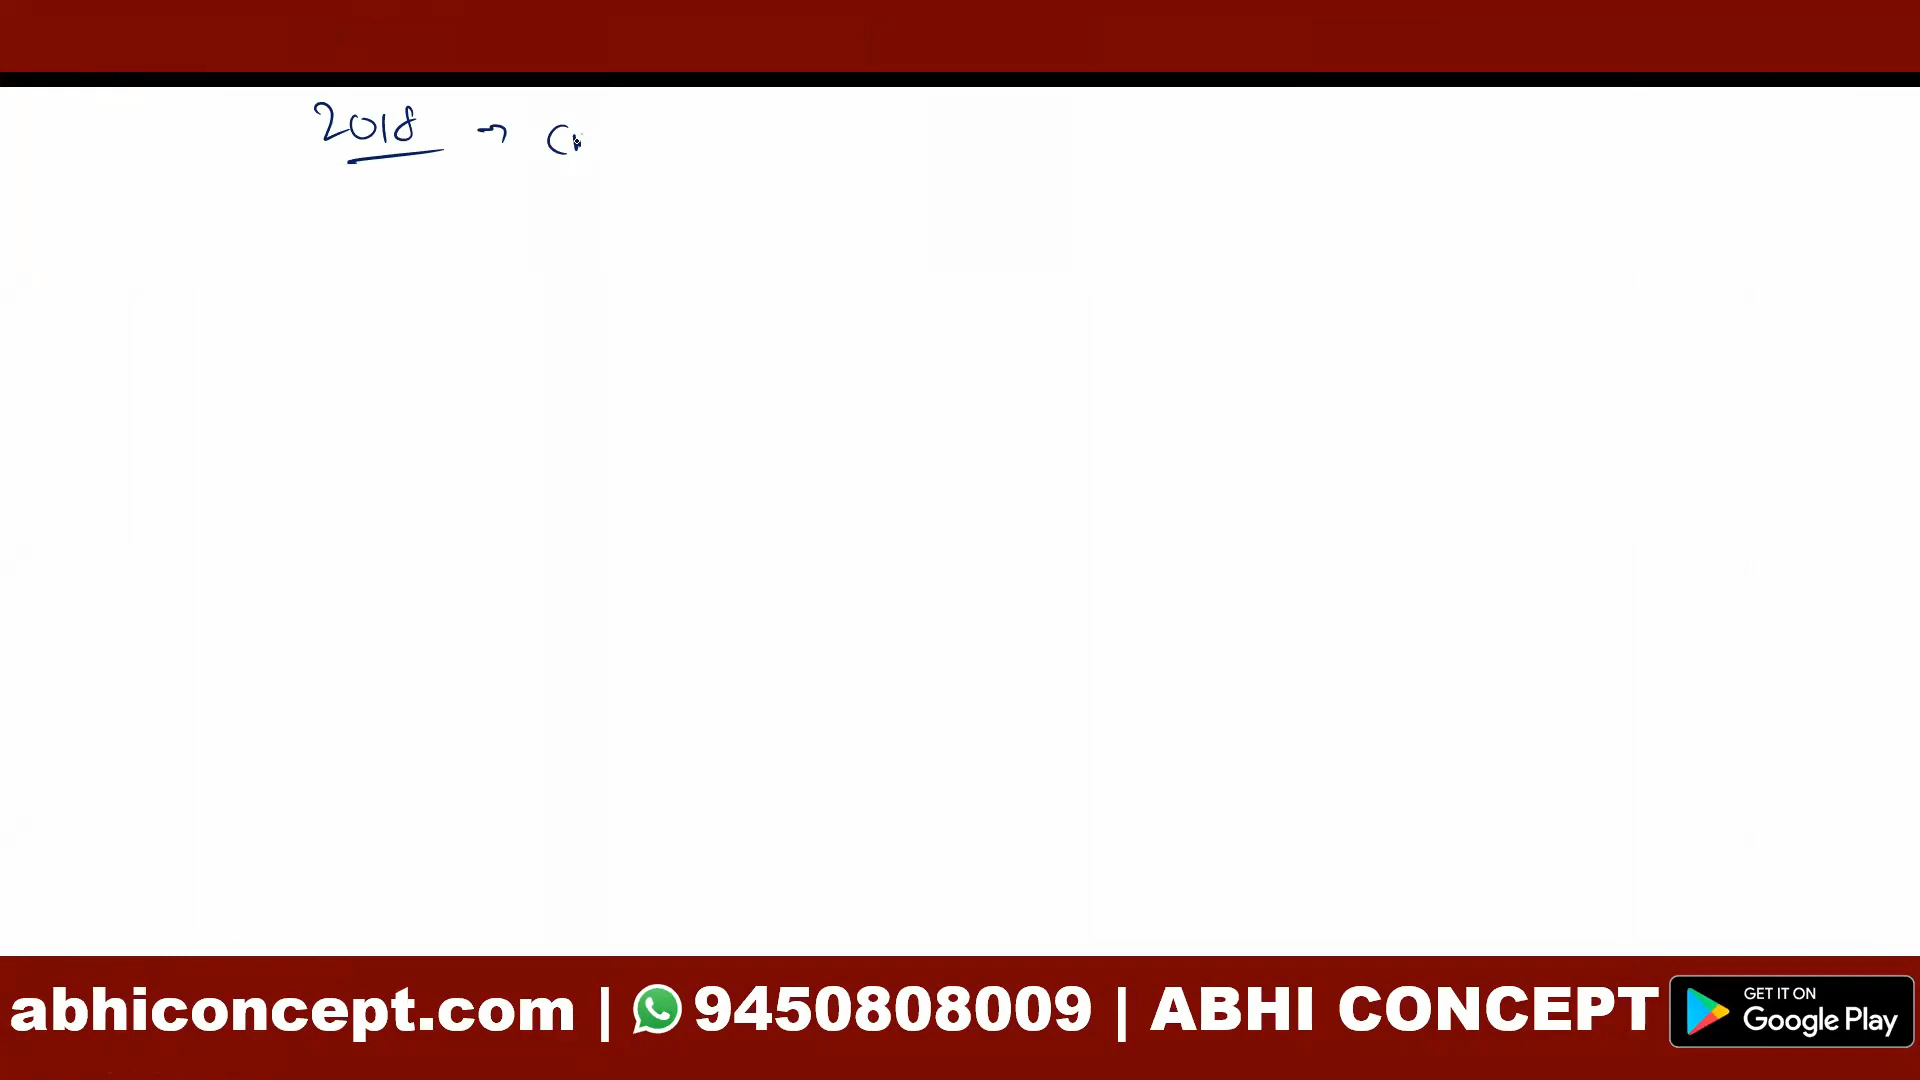 2018 →
abhiconcept.com | 9450808009 | ABHI CONCEPT
GET IT ON
Google Play